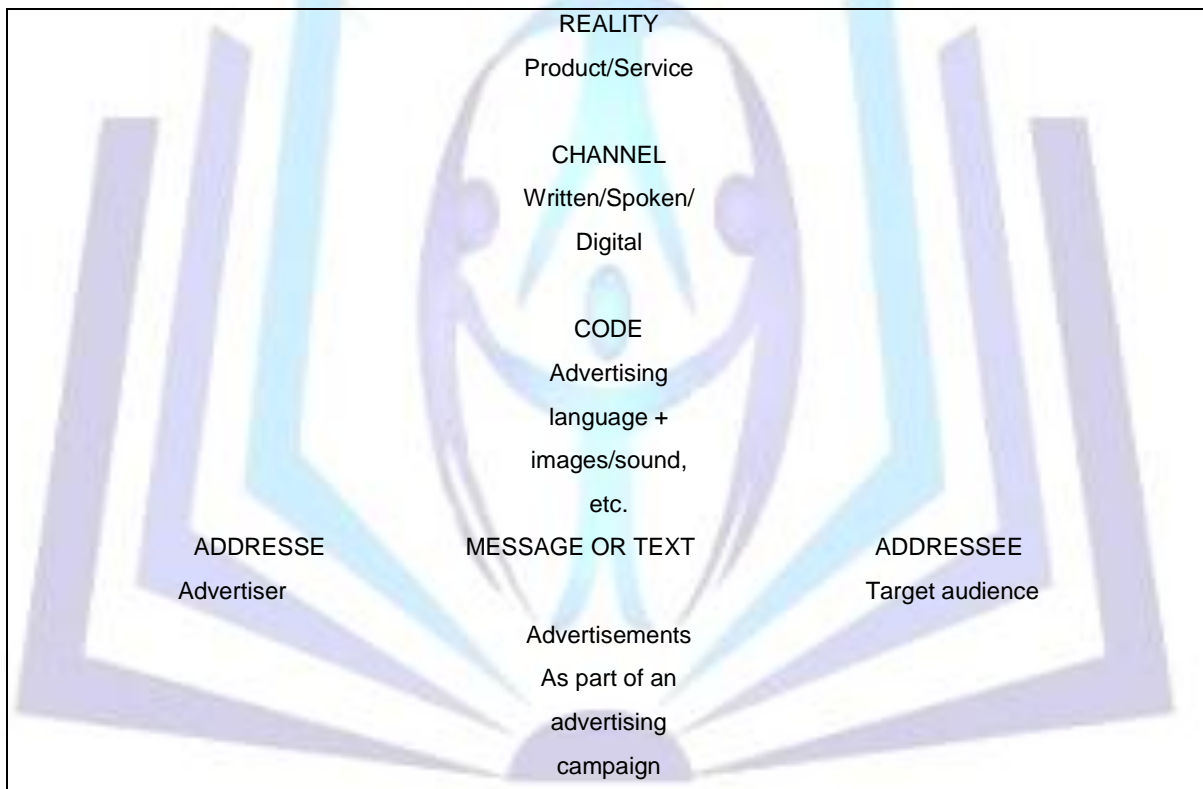 REALITY
Product/Service
CHANNEL
Written/Spoken/
Digital
CODE
Advertising
language +
images/sound,
etc.
ADDRESSE MESSAGE OR TEXT ADDRESSEE
Advertiser Target audience
Advertisements
As part of an
advertising
campaign